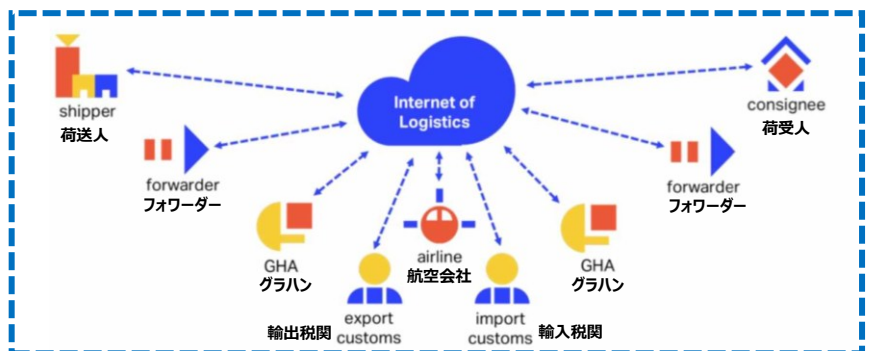 Internet of
Logistics
shipper
荷送人
consignee
荷受人
forwarder
フォワーダー
forwarder
フォワーダー
GHA
グラハン
airline
航空会社
GHA
グラハン
輸出税関
export
customs
import
customs
輸入税関